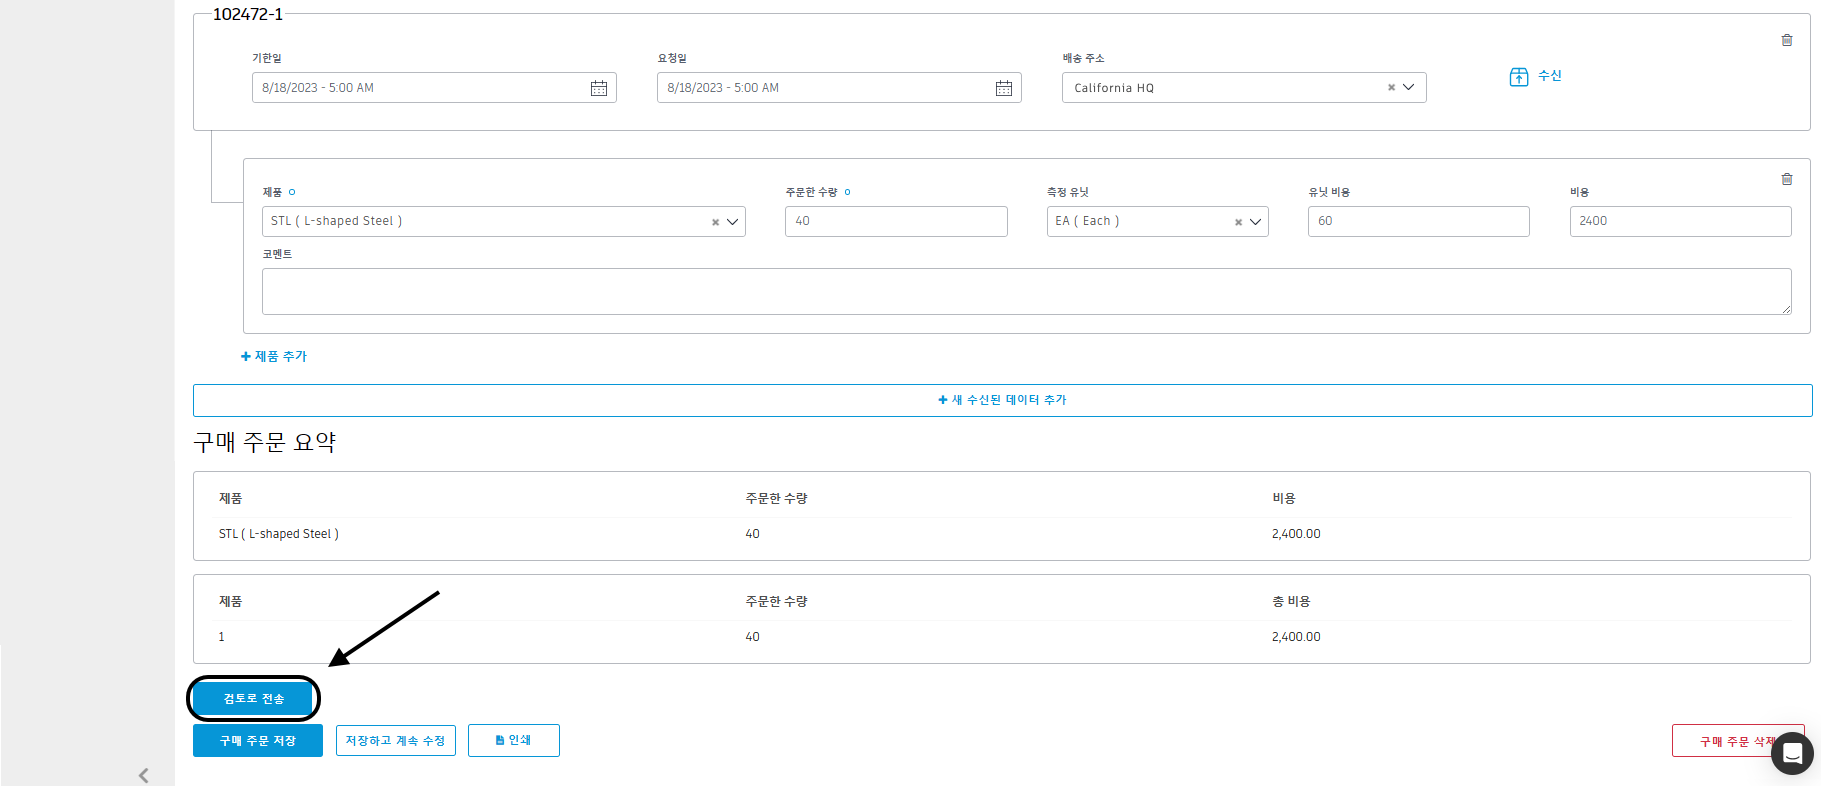 102472-1
기한일 요청일 배송 주소
8/18/2023 - 5:00 AM 8/18/2023 - 5:00 AM California HQ 수신
제품 주문한 수량 측정 유닛 유닛 비용 비용
STL ( L-shaped Steel ) 40 EA ( Each ) 60 2400
코멘트
+ 제품 추가
+ 새 수신된 데이터 추가
구매 주문 요약
제품 주문한 수량 비용
STL ( L-shaped Steel ) 40 2,400.00
제품 주문한 수량 총 비용
1 40 2,400.00
검토로 전송
구매 주문 저장 저장하고 계속 수정 인쇄 구매 주문 삭제